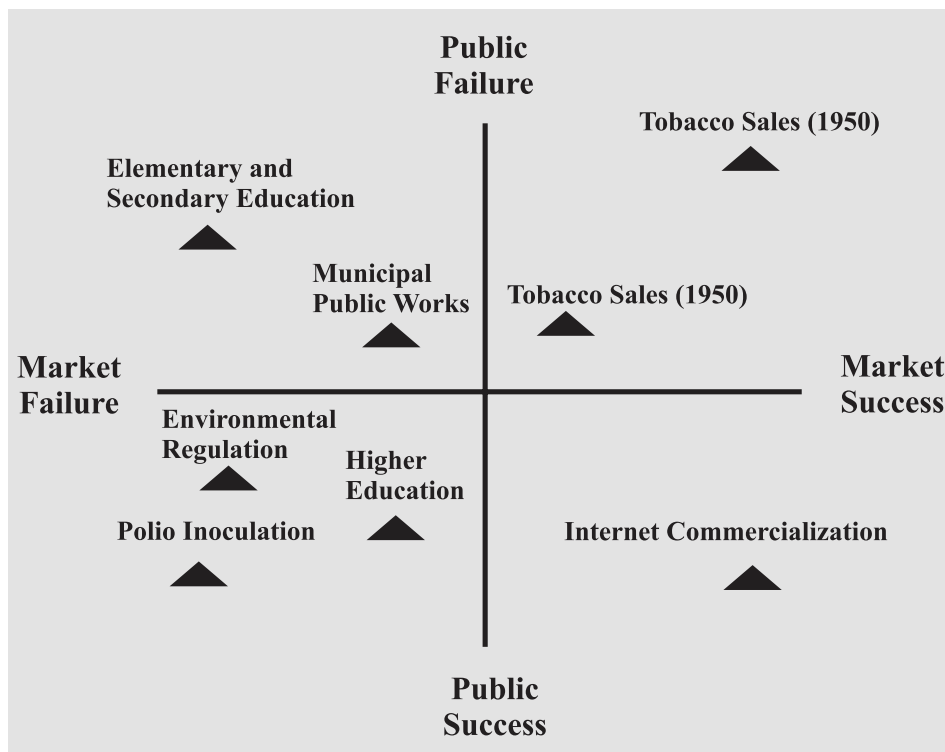 Public
Failure
Tobacco Sales (1950)
Elementary and
Secondary Education
Municipal
Public Works
Tobacco Sales (1950)
Market
Failure
Market
Success
Environmental
Regulation
Higher
Education
Polio Inoculation
Internet Commercialization
Public
Success